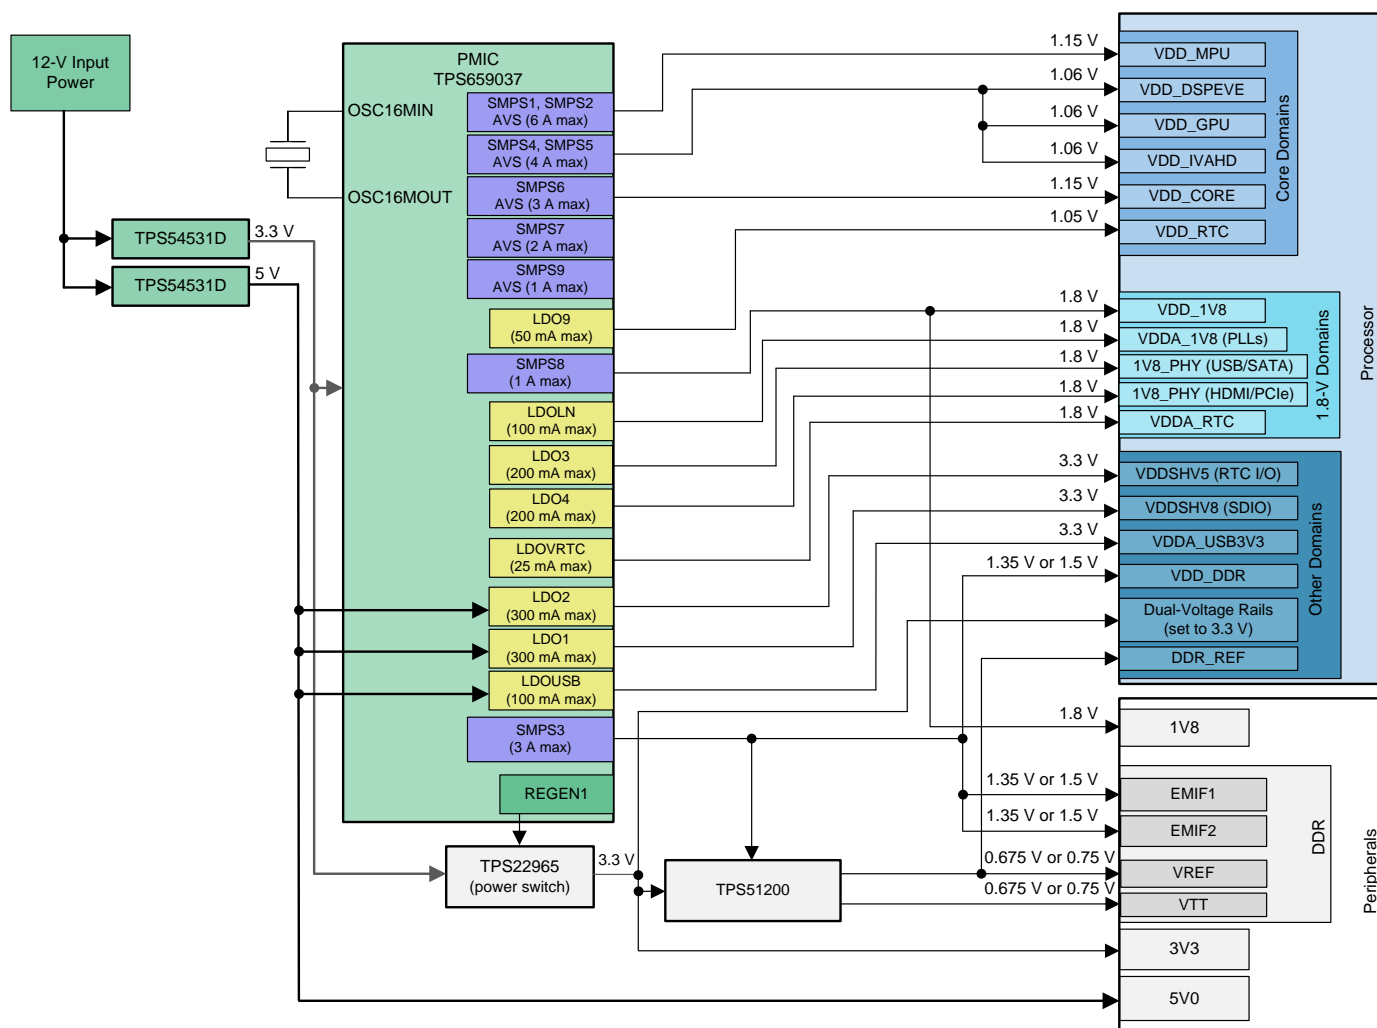 12-V Input
Power
TPS54531D
3.3 V
TPS54531D
5 V
PMIC
TPS659037
OSC16MIN
OSC16MOUT
SMPS1, SMPS2
AVS (6 A max)
SMPS4, SMPS5
AVS (4 A max)
SMPS6
AVS (3 A max)
SMPS7
AVS (2 A max)
SMPS9
AVS (1 A max)
LDO9
(50 mA max)
SMPS8
(1 A max)
LDOLN
(100 mA max)
LDO3
(200 mA max)
LDO4
(200 mA max)
LDOVRTC
(25 mA max)
LDO2
(300 mA max)
LDO1
(300 mA max)
LDOUSB
(100 mA max)
SMPS3
(3 A max)
REGEN1
TPS22965
(power switch)
3.3 V
TPS51200
1.15 V
VDD_MPU
1.06 V
VDD_DSPEVE
1.06 V
VDD_GPU
1.06 V
VDD_IVAHD
1.15 V
VDD_CORE
1.05 V
VDD_RTC
Core Domains
1.8 V
VDD_1V8
1.8 V
VDDA_1V8 (PLLs)
1.8 V
1V8_PHY (USB/SATA)
1.8 V
1V8_PHY (HDMI/PCIe)
1.8 V
VDDA_RTC
1.8-V Domains
3.3 V
VDDSHV5 (RTC I/O)
3.3 V
VDDSHV8 (SDIO)
3.3 V
VDDA_USB3V3
1.35 V or 1.5 V
VDD_DDR
Dual-Voltage Rails
(set to 3.3 V)
DDR_REF
Other Domains
Processor
1.8 V
1V8
1.35 V or 1.5 V
EMIF1
1.35 V or 1.5 V
EMIF2
0.675 V or 0.75 V
VREF
0.675 V or 0.75 V
VTT
DDR
3V3
5V0
Peripherals